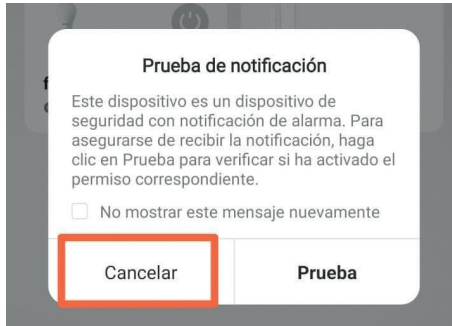 Prueba de notificación
Este dispositivo es un dispositivo de
seguridad con notificación de alarma. Para
asegurarse de recibir la notificación, haga
clic en Prueba para verificar si ha activado el
permiso correspondiente.
No mostrar este mensaje nuevamente
Cancelar
Prueba